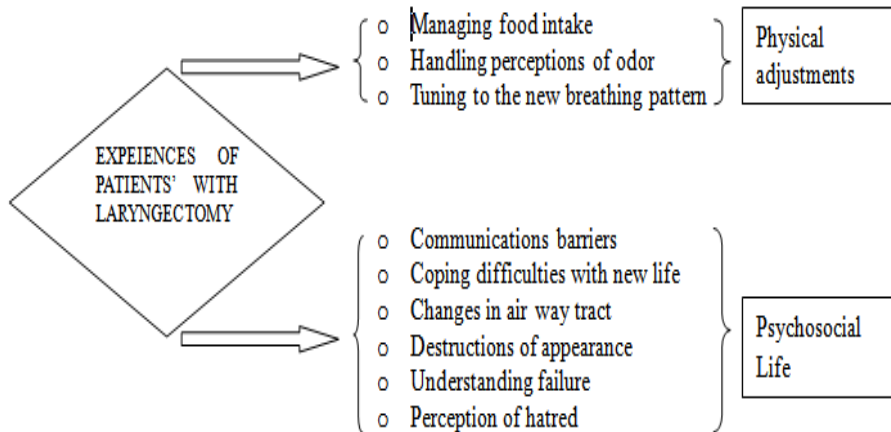 EXPEIENCES OF
PATIENTS' WITH
LARYNGECTOMY
o Managing food intake
o Handling perceptions of odor
o Tuning to the new breathing pattern
Physical
adjustments
o Communications barriers
o Coping difficulties with new life
o Changes in air way tract
o Destructions of appearance
o Understanding failure
o Perception of hatred
Psychosocial
Life